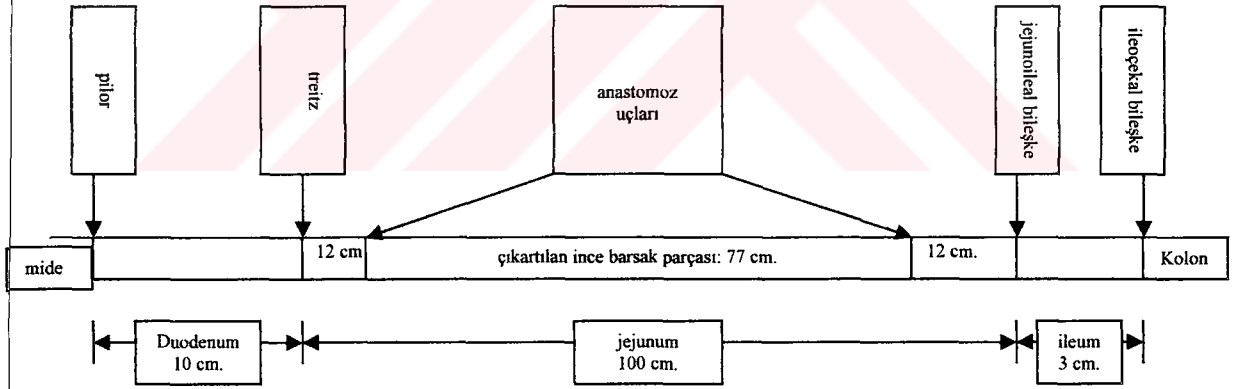 pilor
treitz
anastomoz
uçları
jejunoileal bileşke
ileoçekal bileşke
mide
12 cm
çıkartılan ince barsak parçası: 77 cm.
12 cm.
Kolon
Duodenum
10 cm.
jejunum
100 cm.
ileum
3 cm.